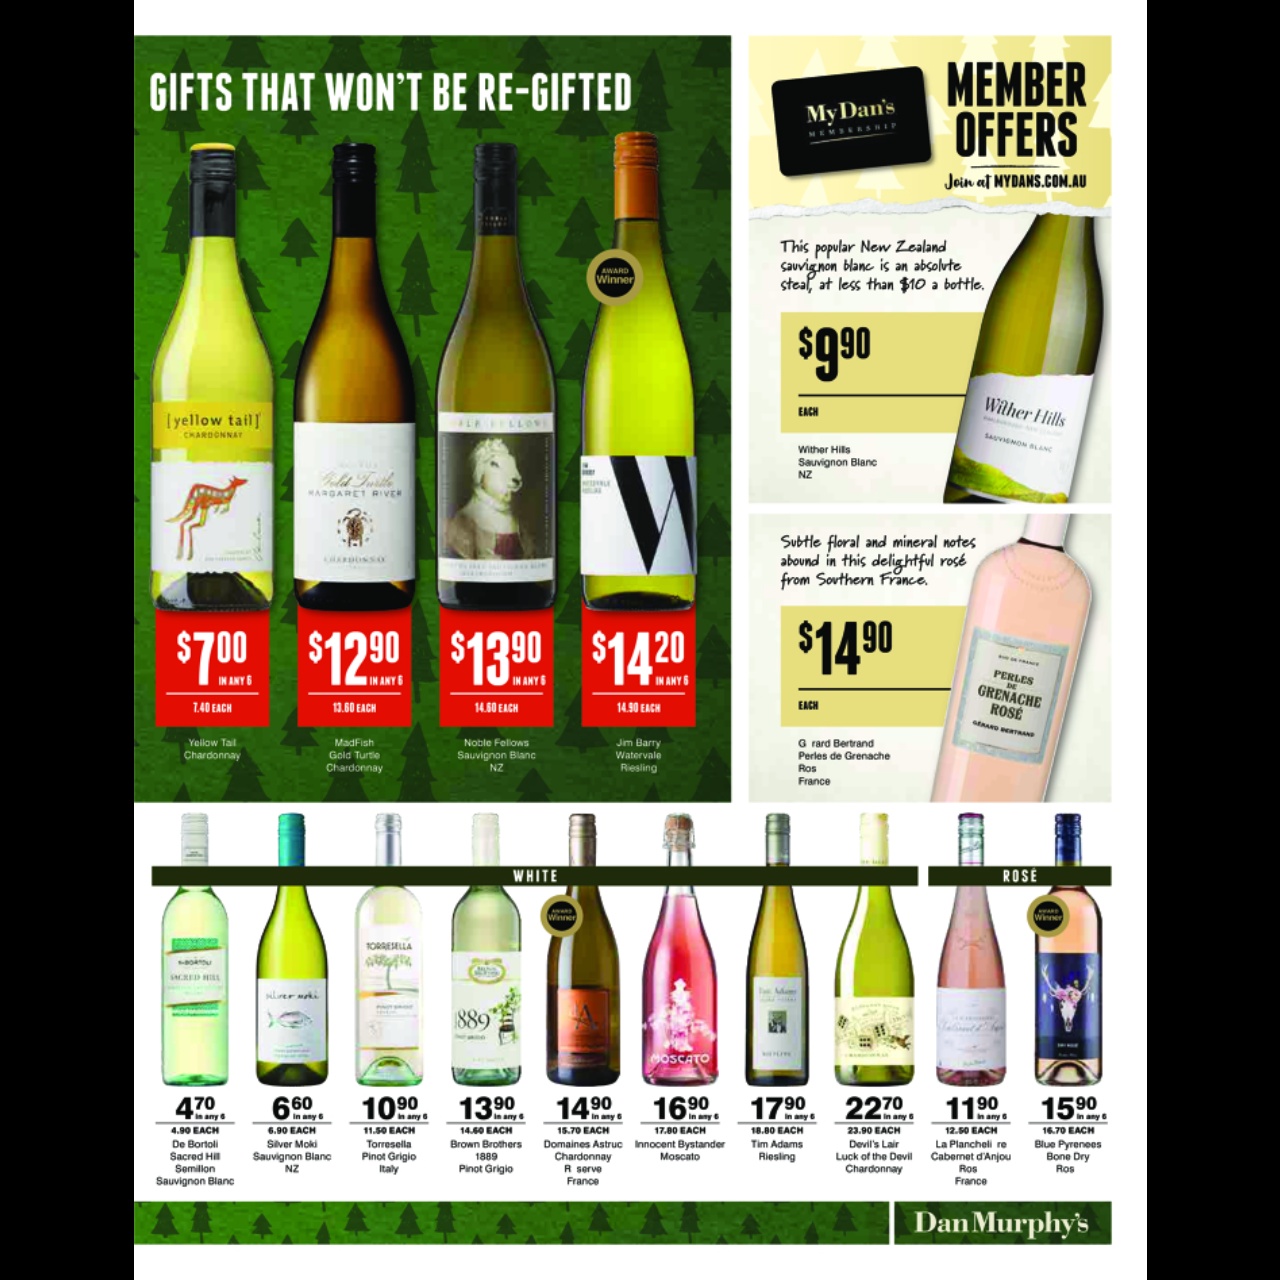 GIFTS THAT WON'T BE RE-GIFTED
AWARD
Winner
[yellow tail]
CHARDONNAY
Gold Turtle
MARGARET RIVER
CHARDONNAY
NOBLE FELLOWS
W
$7.00
IN ANY 6
7.40 EACH
Yellow Tail
Chardonnay
$12.90
IN ANY 6
13.60 EACH
MadFish
Gold Turtle
Chardonnay
$13.90
IN ANY 6
14.60 EACH
Noble Fellows
Sauvignon Blanc
NZ
$14.20
IN ANY 6
14.90 EACH
Jim Barry
Watervale
Riesling
My Dan's
MEMBERSHIP
MEMBER
OFFERS
Join at MYDANS.COM.AU
This popular New Zealand
sauvignon blanc is an absolute
steal, at less than $10 a bottle.
$9.90
EACH
Wither Hills
Sauvignon Blanc
NZ
Wither Hills
SAUVIGNON BLANC
Subtle floral and mineral notes
abound in this delightful rosé
from Southern France.
$14.90
EACH
G rard Bertrand
Perles de Grenache
Ros
France
PERLES
DE
GRENACHE
ROSÉ
GÉRARD BERTRAND
WHITE
ROSÉ
AWARD
Winner
AWARD
Winner
DE BORTOLI
SACRED HILL
silver moki
TORRESELLA
1889
A
MOSCATO
Tim Adams
RIESLING
4.70
in any 6
4.90 EACH
De Bortoli
Sacred Hill
Semillon
Sauvignon Blanc
6.60
in any 6
6.90 EACH
Silver Moki
Sauvignon Blanc
NZ
10.90
in any 6
11.50 EACH
Torresella
Pinot Grigio
Italy
13.90
in any 6
14.60 EACH
Brown Brothers
1889
Pinot Grigio
14.90
in any 6
15.70 EACH
Domaines Astruc
Chardonnay
R serve
France
16.90
in any 6
17.80 EACH
Innocent Bystander
Moscato
17.90
in any 6
18.80 EACH
Tim Adams
Riesling
22.70
in any 6
23.90 EACH
Devil's Lair
Luck of the Devil
Chardonnay
11.90
in any 6
12.50 EACH
La Plancheli re
Cabernet d'Anjou
Ros
France
15.90
in any 6
16.70 EACH
Blue Pyrenees
Bone Dry
Ros
Dan Murphy's